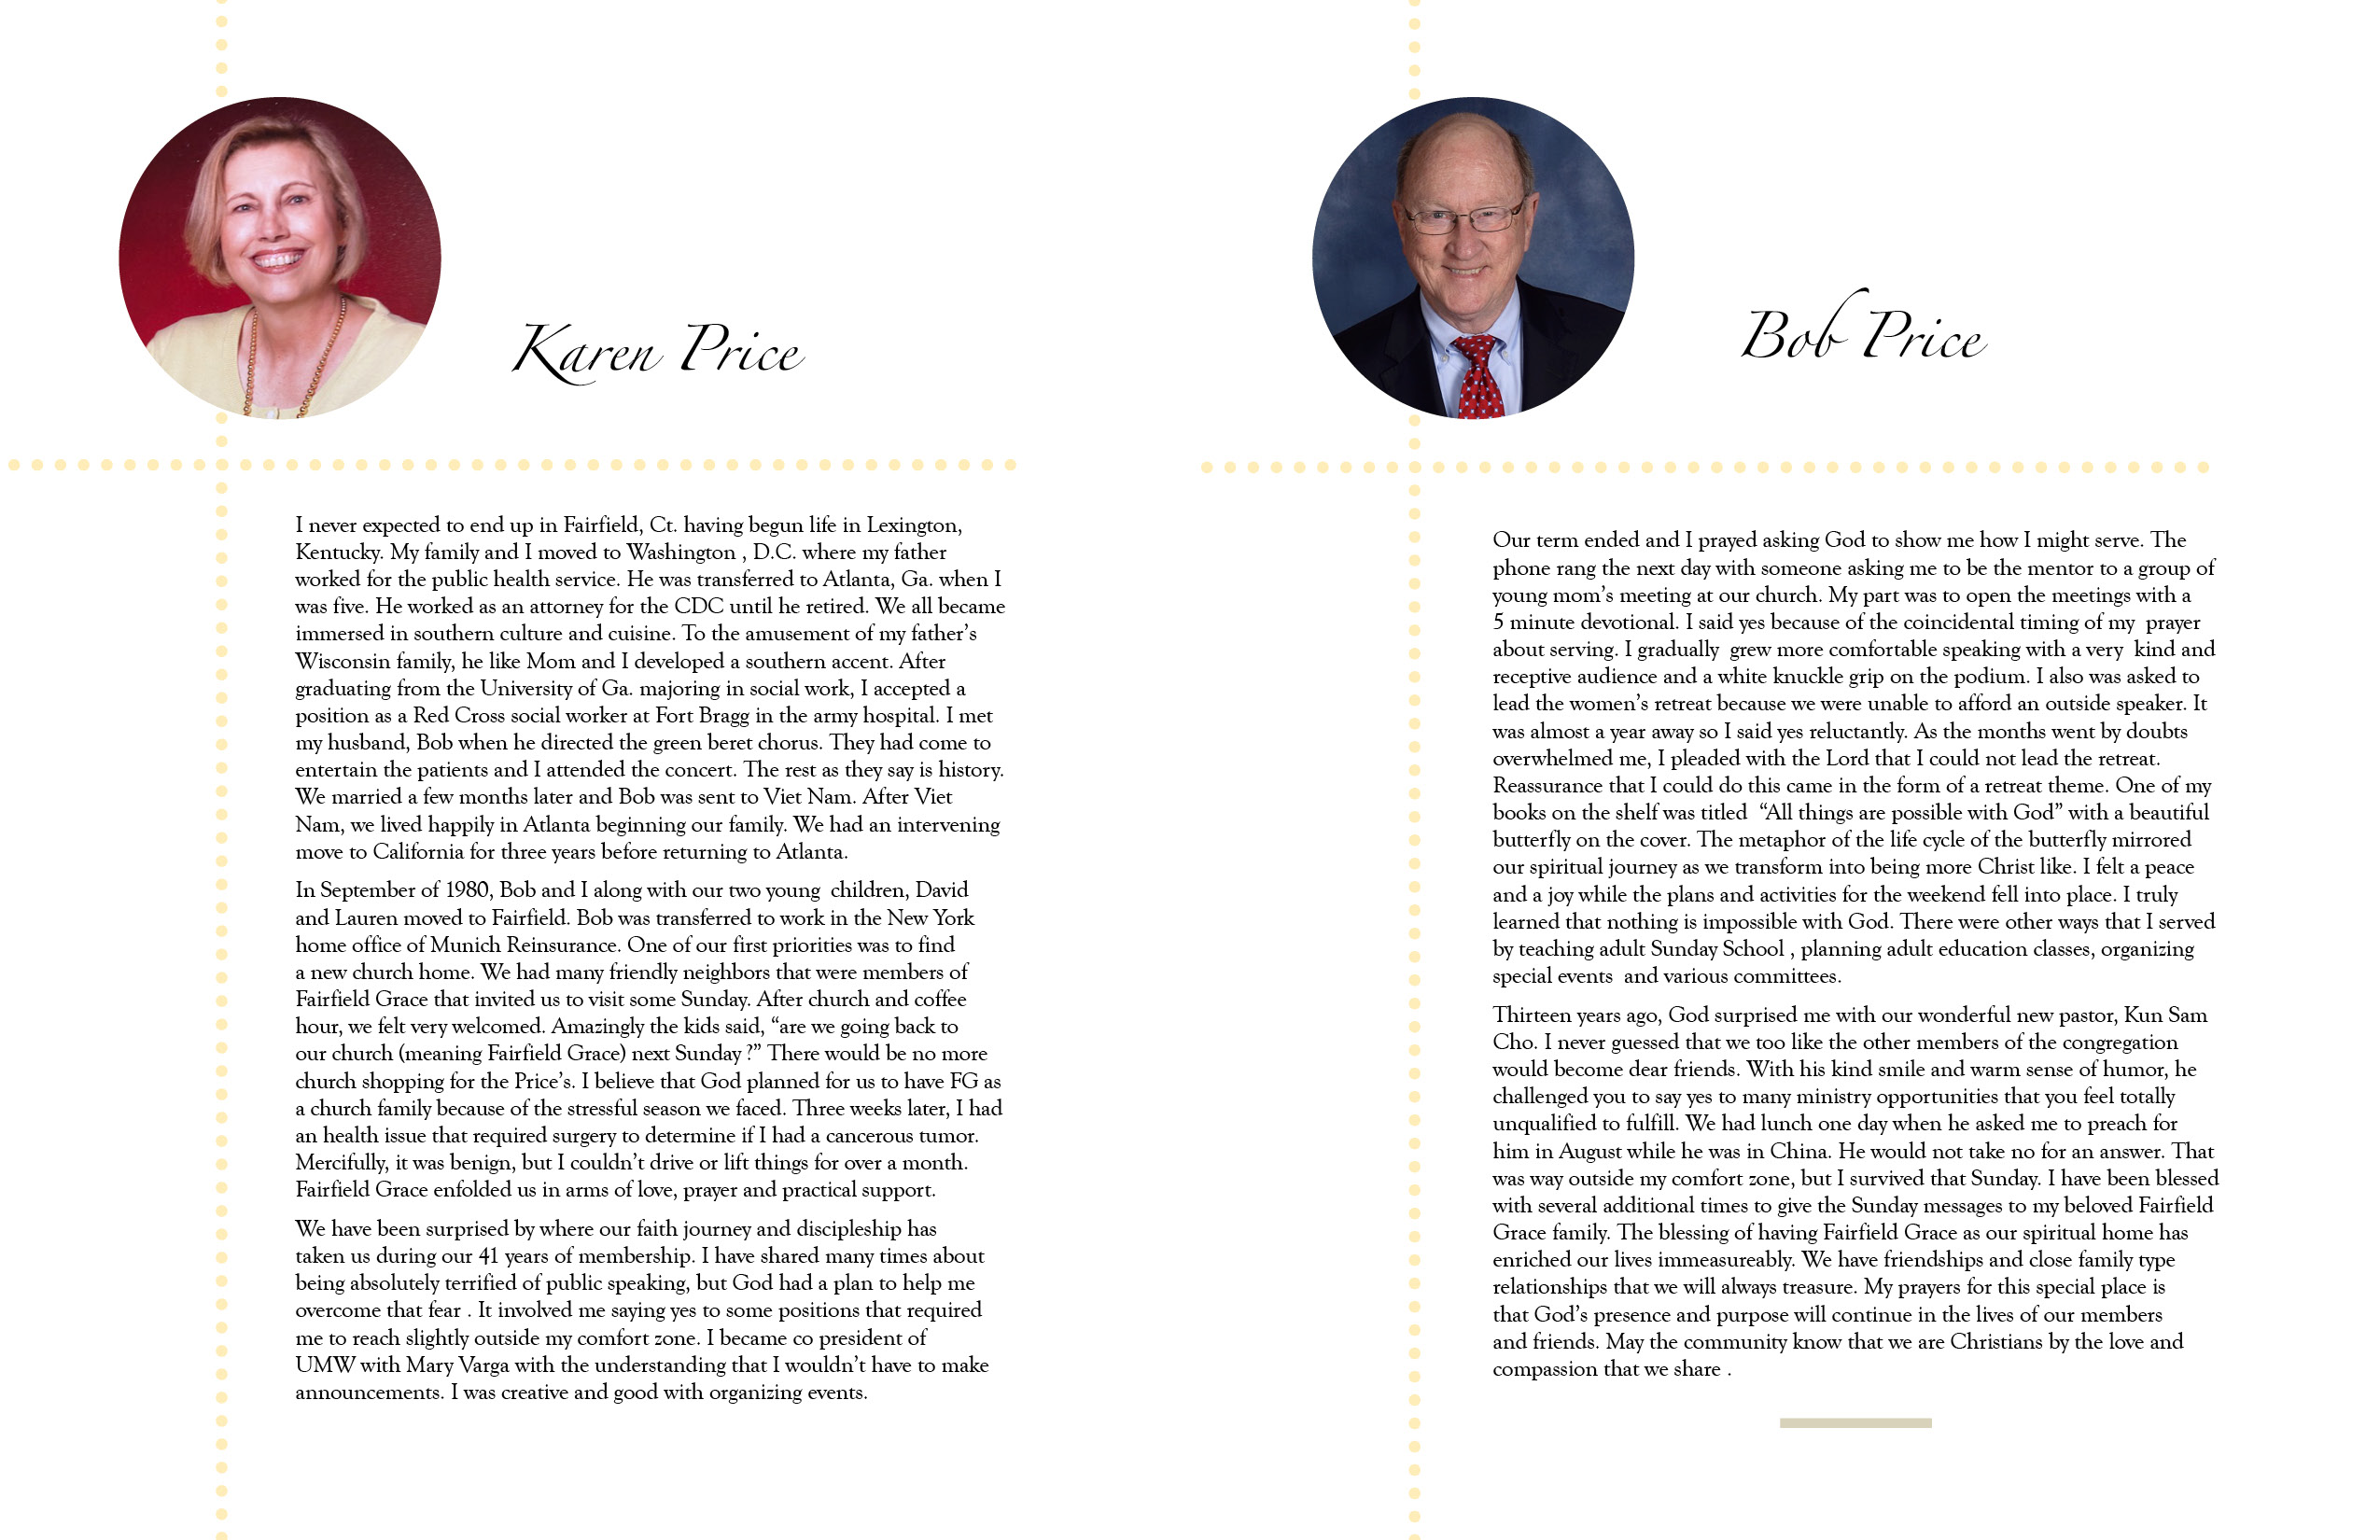 Karen Price
I never expected to end up in Fairfield, Ct. having begun life in Lexington,
Kentucky. My family and I moved to Washington , D.C. where my father
worked for the public health service. He was transferred to Atlanta, Ga. when I
was five. He worked as an attorney for the CDC until he retired. We all became
immersed in southern culture and cuisine. To the amusement of my father’s
Wisconsin family, he like Mom and I developed a southern accent. After
graduating from the University of Ga. majoring in social work, I accepted a
position as a Red Cross social worker at Fort Bragg in the army hospital. I met
my husband, Bob when he directed the green beret chorus. They had come to
entertain the patients and I attended the concert. The rest as they say is history.
We married a few months later and Bob was sent to Viet Nam. After Viet
Nam, we lived happily in Atlanta beginning our family. We had an intervening
move to California for three years before returning to Atlanta.
In September of 1980, Bob and I along with our two young  children, David
and Lauren moved to Fairfield. Bob was transferred to work in the New York
home office of Munich Reinsurance. One of our first priorities was to find
a new church home. We had many friendly neighbors that were members of
Fairfield Grace that invited us to visit some Sunday. After church and coffee
hour, we felt very welcomed. Amazingly the kids said, “are we going back to
our church (meaning Fairfield Grace) next Sunday ?” There would be no more
church shopping for the Price’s. I believe that God planned for us to have FG as
a church family because of the stressful season we faced. Three weeks later, I had
an health issue that required surgery to determine if I had a cancerous tumor.
Mercifully, it was benign, but I couldn’t drive or lift things for over a month.
Fairfield Grace enfolded us in arms of love, prayer and practical support.
We have been surprised by where our faith journey and discipleship has
taken us during our 41 years of membership. I have shared many times about
being absolutely terrified of public speaking, but God had a plan to help me
overcome that fear . It involved me saying yes to some positions that required
me to reach slightly outside my comfort zone. I became co president of
UMW with Mary Varga with the understanding that I wouldn’t have to make
announcements. I was creative and good with organizing events.
Bob Price
Our term ended and I prayed asking God to show me how I might serve. The
phone rang the next day with someone asking me to be the mentor to a group of
young mom’s meeting at our church. My part was to open the meetings with a
5 minute devotional. I said yes because of the coincidental timing of my  prayer
about serving. I gradually  grew more comfortable speaking with a very  kind and
receptive audience and a white knuckle grip on the podium. I also was asked to
lead the women’s retreat because we were unable to afford an outside speaker. It
was almost a year away so I said yes reluctantly. As the months went by doubts
overwhelmed me, I pleaded with the Lord that I could not lead the retreat.
Reassurance that I could do this came in the form of a retreat theme. One of my
books on the shelf was titled  “All things are possible with God” with a beautiful
butterfly on the cover. The metaphor of the life cycle of the butterfly mirrored
our spiritual journey as we transform into being more Christ like. I felt a peace
and a joy while the plans and activities for the weekend fell into place. I truly
learned that nothing is impossible with God. There were other ways that I served
by teaching adult Sunday School , planning adult education classes, organizing
special events  and various committees.
Thirteen years ago, God surprised me with our wonderful new pastor, Kun Sam
Cho. I never guessed that we too like the other members of the congregation
would become dear friends. With his kind smile and warm sense of humor, he
challenged you to say yes to many ministry opportunities that you feel totally
unqualified to fulfill. We had lunch one day when he asked me to preach for
him in August while he was in China. He would not take no for an answer. That
was way outside my comfort zone, but I survived that Sunday. I have been blessed
with several additional times to give the Sunday messages to my beloved Fairfield
Grace family. The blessing of having Fairfield Grace as our spiritual home has
enriched our lives immeasureably. We have friendships and close family type
relationships that we will always treasure. My prayers for this special place is
that God’s presence and purpose will continue in the lives of our members
and friends. May the community know that we are Christians by the love and
compassion that we share .